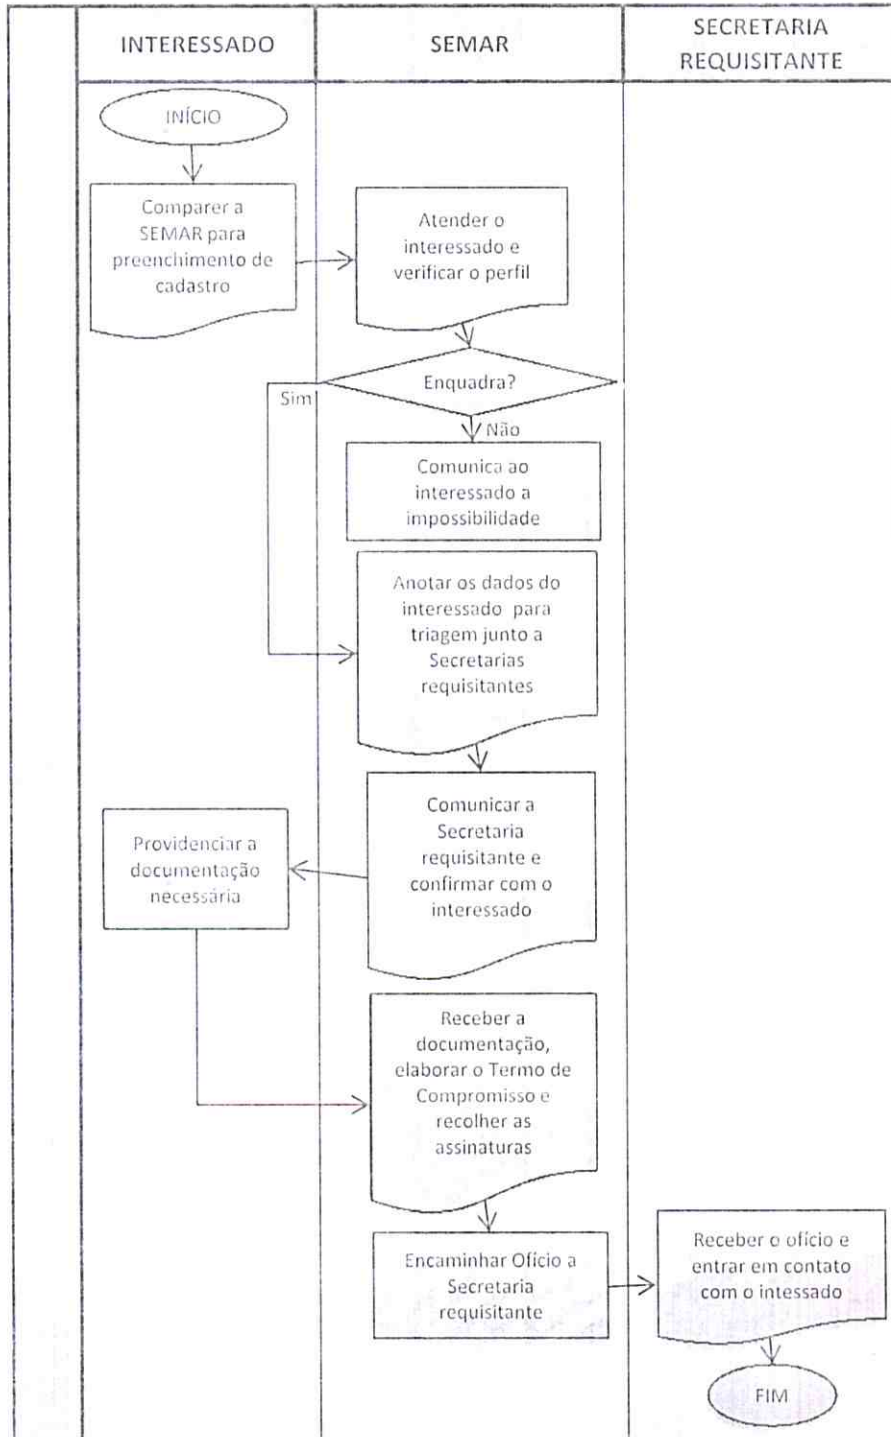 INTERESSADO
SEMAR
SECRETARIA
REQUISITANTE
INÍCIO
Comparer a
SEMAR para
preenchimento de
cadastro
Atender o
interessado e
verificar o perfil
Enquadra?
Sim
Não
Comunica ao
interessado a
impossibilidade
Anotar os dados do
interessado para
triagem junto a
Secretarias
requisitantes
Comunicar a
Secretaria
requisitante e
confirmar com o
interessado
Providenciar a
documentação
necessária
Receber a
documentação,
elaborar o Termo de
Compromisso e
recolher as
assinaturas
Encaminhar Ofício a
Secretaria
requisitante
Receber o ofício e
entrar em contato
com o intessado
FIM